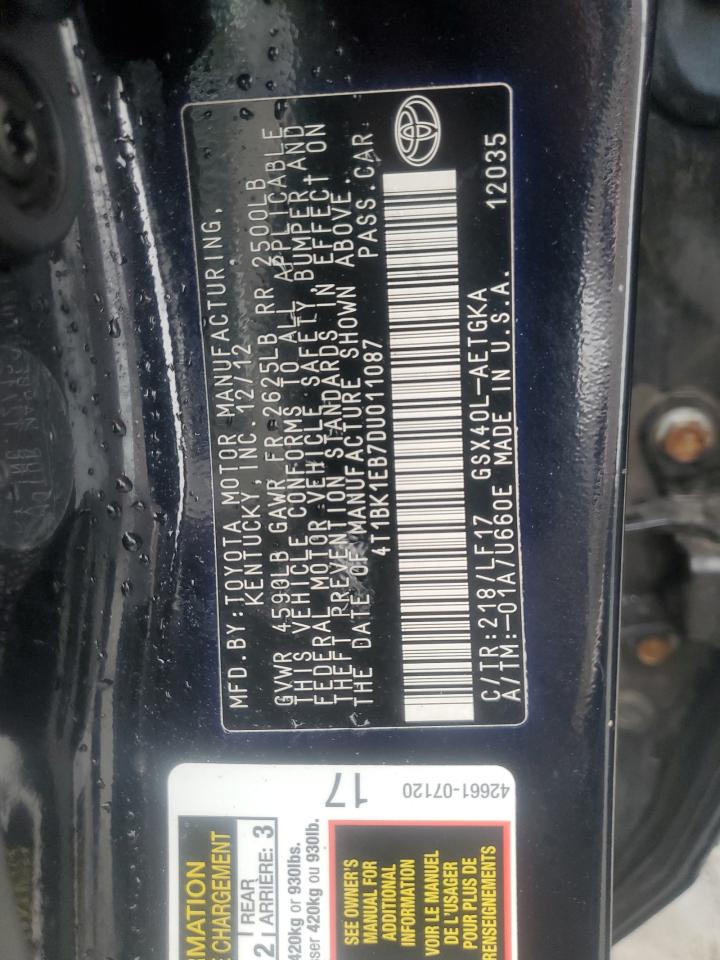 MFD.BY:TOYOTA MOTOR MANUFACTURING,
KENTUCKY, INC.12/12
GVWR 4590LB GAWR FR 2625LB RR 2500LB
THIS VEHICLE CONFORMS TO ALL APPLICABLE
FEDERAL MOTOR VEHICLE SAFETY BUMPER AND
THEFT PREVENTION STANDARDS IN EFFECT ON
THE DATE OF MANUFACTURE SHOWN ABOVE.
4T1BK1EB7DU011087 PASS.CAR
C/TR:218/LF17 GSX40L-AETGKA
A/TM:-01A/U660E MADE IN U.S.A. 12035
17
42661-07120
RMATION
CHARGEMENT
2 REAR
ARRIÈRE: 3
420kg or 930lbs.
sser 420kg ou 930lb.
SEE OWNER'S
MANUAL FOR
ADDITIONAL
INFORMATION
VOIR LE MANUEL
DE L'USAGER
POUR PLUS DE
RENSEIGNEMENTS